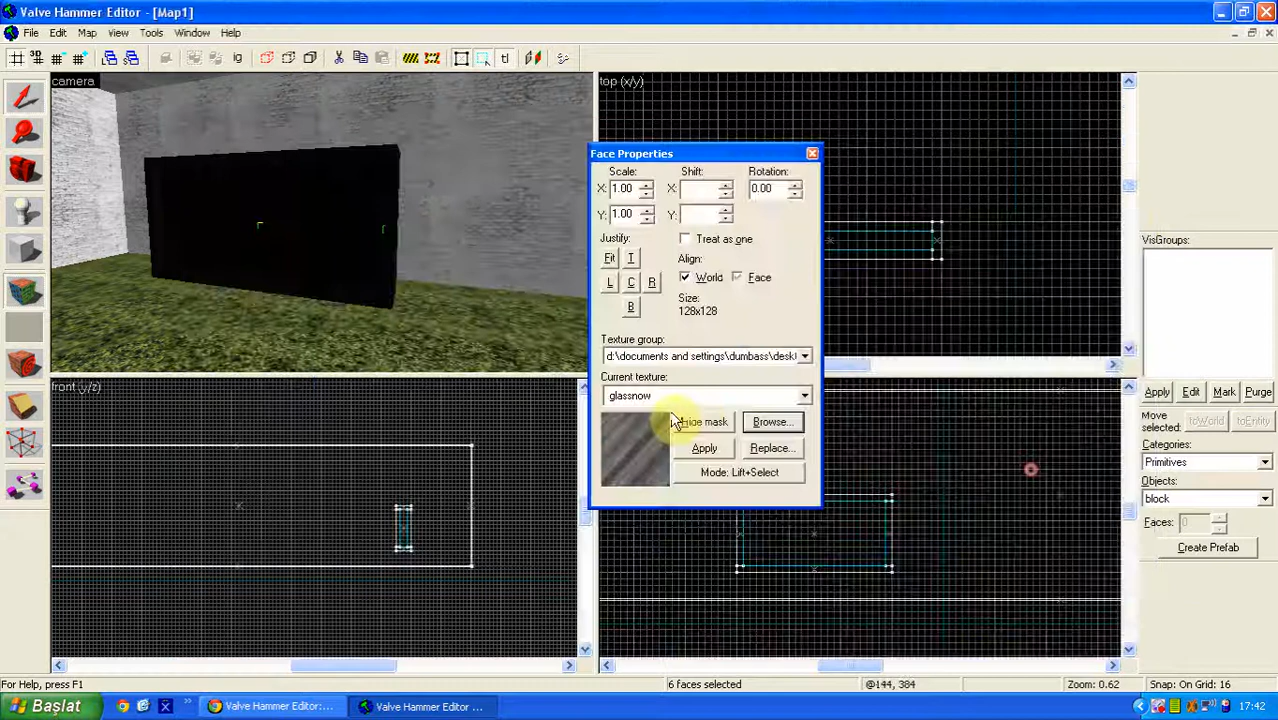 Valve Hammer Editor - [Map1]
File Edit Map View Tools Window Help
camera
top (x/y)
front (y/z)
Face Properties
Scale: Shift: Rotation:
X: 1.00 X: 0.00
Y: 1.00 Y:
Justify: Treat as one
Fit T Align:
L C R World Face
B Size:
128x128
Texture group:
d:\documents and settings\dumbass\desk
Current texture:
glassnow
Hide mask Browse...
Apply Replace...
Mode: Lift+Select
VisGroups:
Apply Edit Mark Purge
Move
selected: toWorld toEntity
Categories:
Primitives
Objects:
block
Faces: 0
Create Prefab
For Help, press F1 6 faces selected @144, 384 Zoom: 0.62 Snap: On Grid: 16
Başlat Valve Hammer Editor:... Valve Hammer Editor ... 17:42